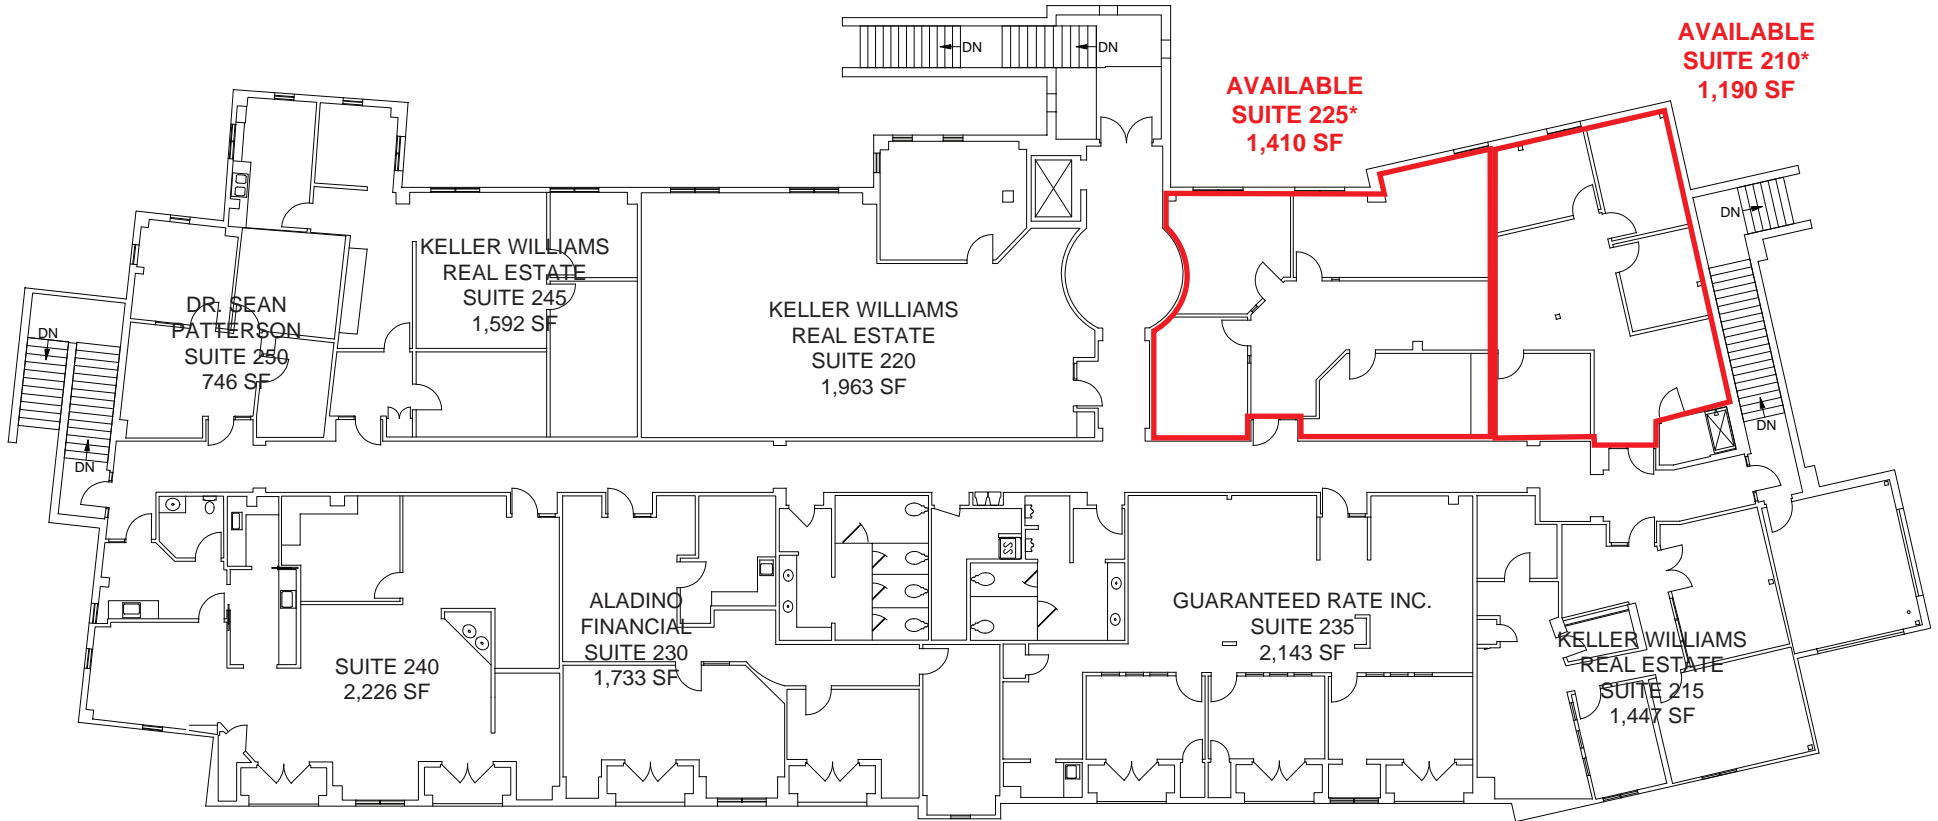 DN
DN
AVAILABLE
SUITE 225*
1,410 SF
AVAILABLE
SUITE 210*
1,190 SF
DN
KELLER WILLIAMS
REAL ESTATE
SUITE 245
1,592 SF
DR. SEAN
PATTERSON
SUITE 250
746 SF
KELLER WILLIAMS
REAL ESTATE
SUITE 220
1,963 SF
DN
DN
DN
SUITE 240
2,226 SF
ALADINO
FINANCIAL
SUITE 230
1,733 SF
SS
GUARANTEED RATE INC.
SUITE 235
2,143 SF
KELLER WILLIAMS
REAL ESTATE
SUITE 215
1,447 SF